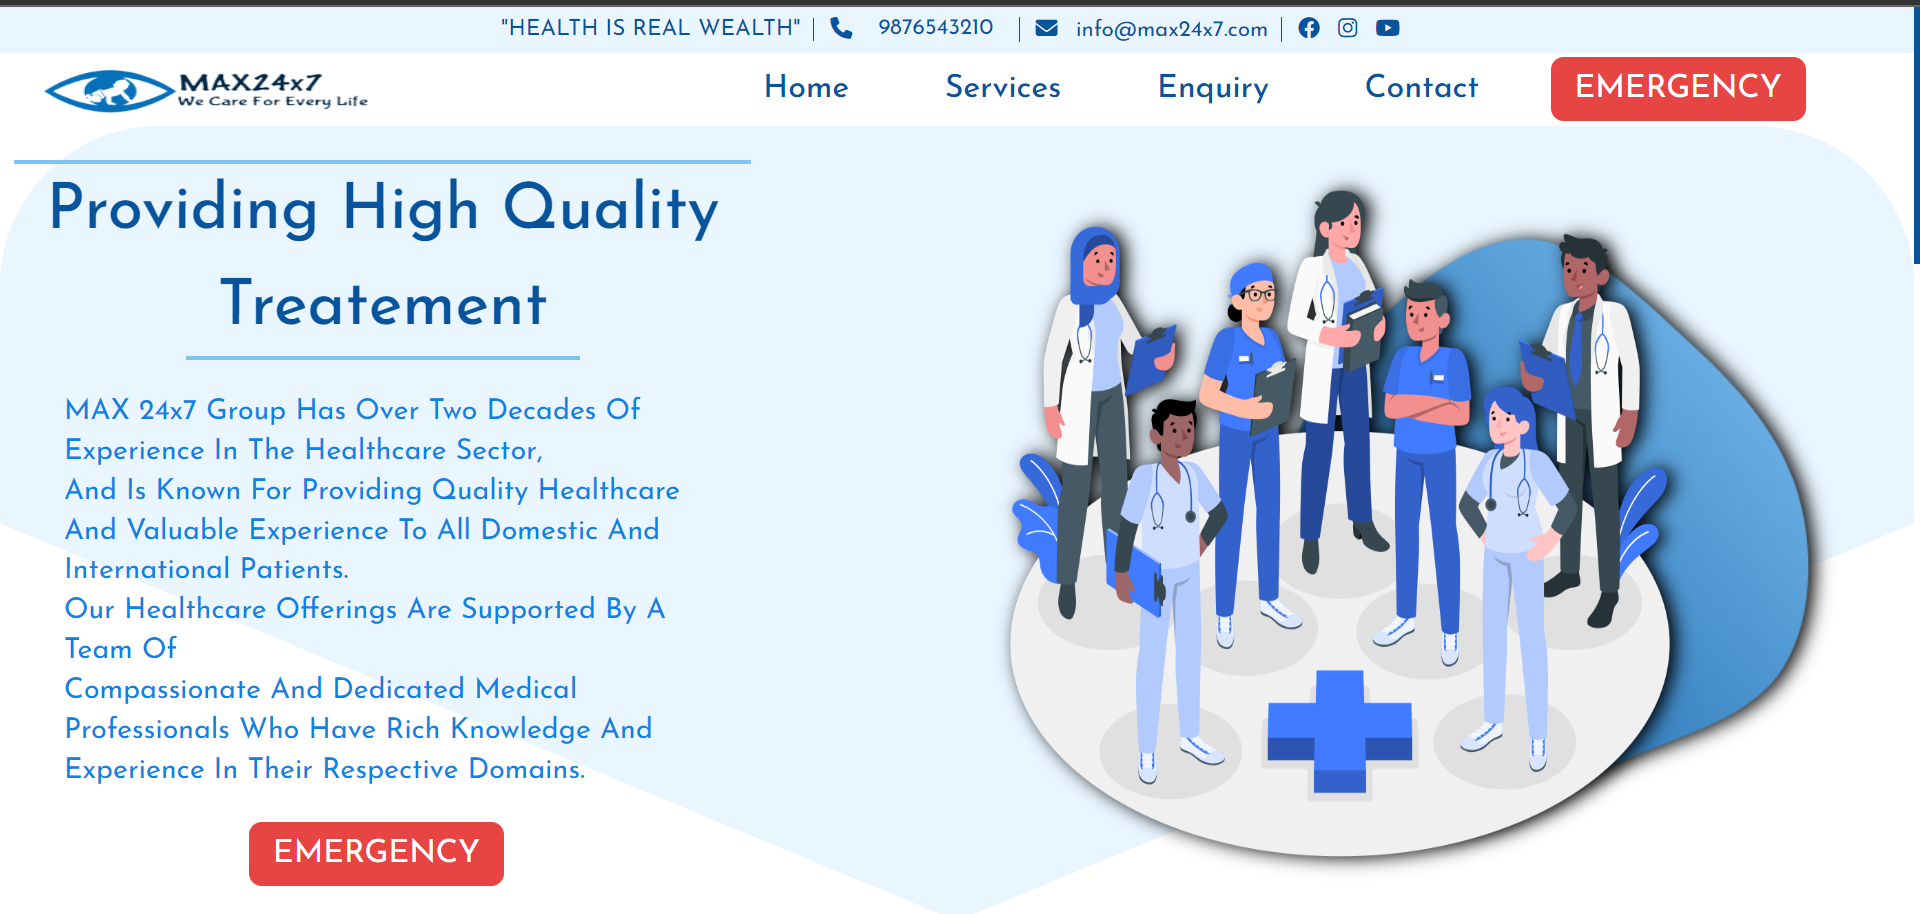 "HEALTH IS REAL WEALTH" 9876543210 info@max24x7.com
MAX24x7
We Care For Every Life
Home Services Enquiry Contact EMERGENCY
Providing High Quality
Treatement
MAX 24x7 Group Has Over Two Decades Of
Experience In The Healthcare Sector,
And Is Known For Providing Quality Healthcare
And Valuable Experience To All Domestic And
International Patients.
Our Healthcare Offerings Are Supported By A
Team Of
Compassionate And Dedicated Medical
Professionals Who Have Rich Knowledge And
Experience In Their Respective Domains.
EMERGENCY